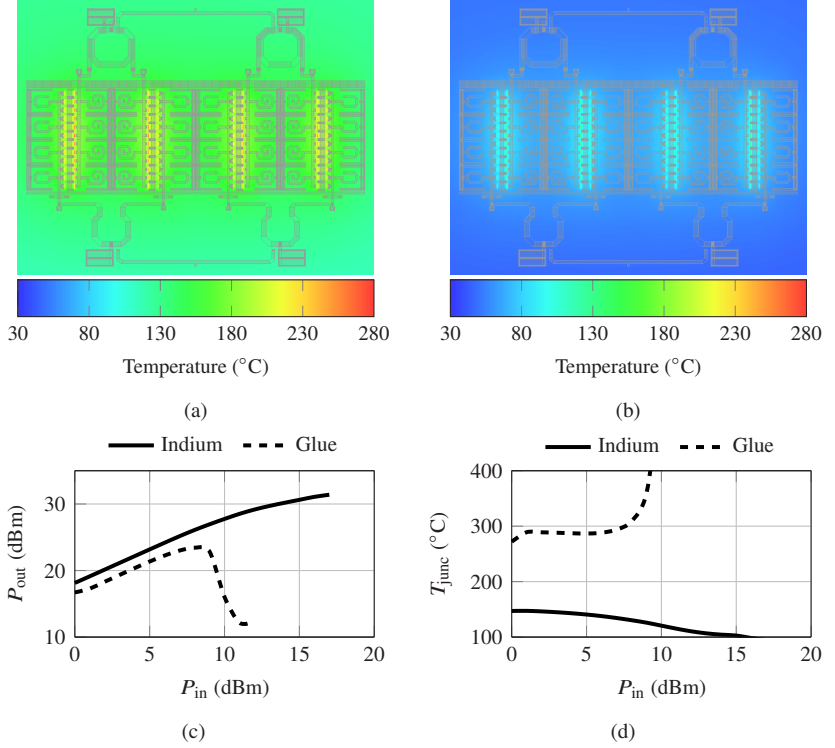 30 80 130 180 230 280
Temperature (°C)
(a)
30 80 130 180 230 280
Temperature (°C)
(b)
Indium Glue
30
20
10
0 5 10 15 20
P_out (dBm)
P_in (dBm)
(c)
Indium Glue
400
300
200
100
0 5 10 15 20
T_junc (°C)
P_in (dBm)
(d)